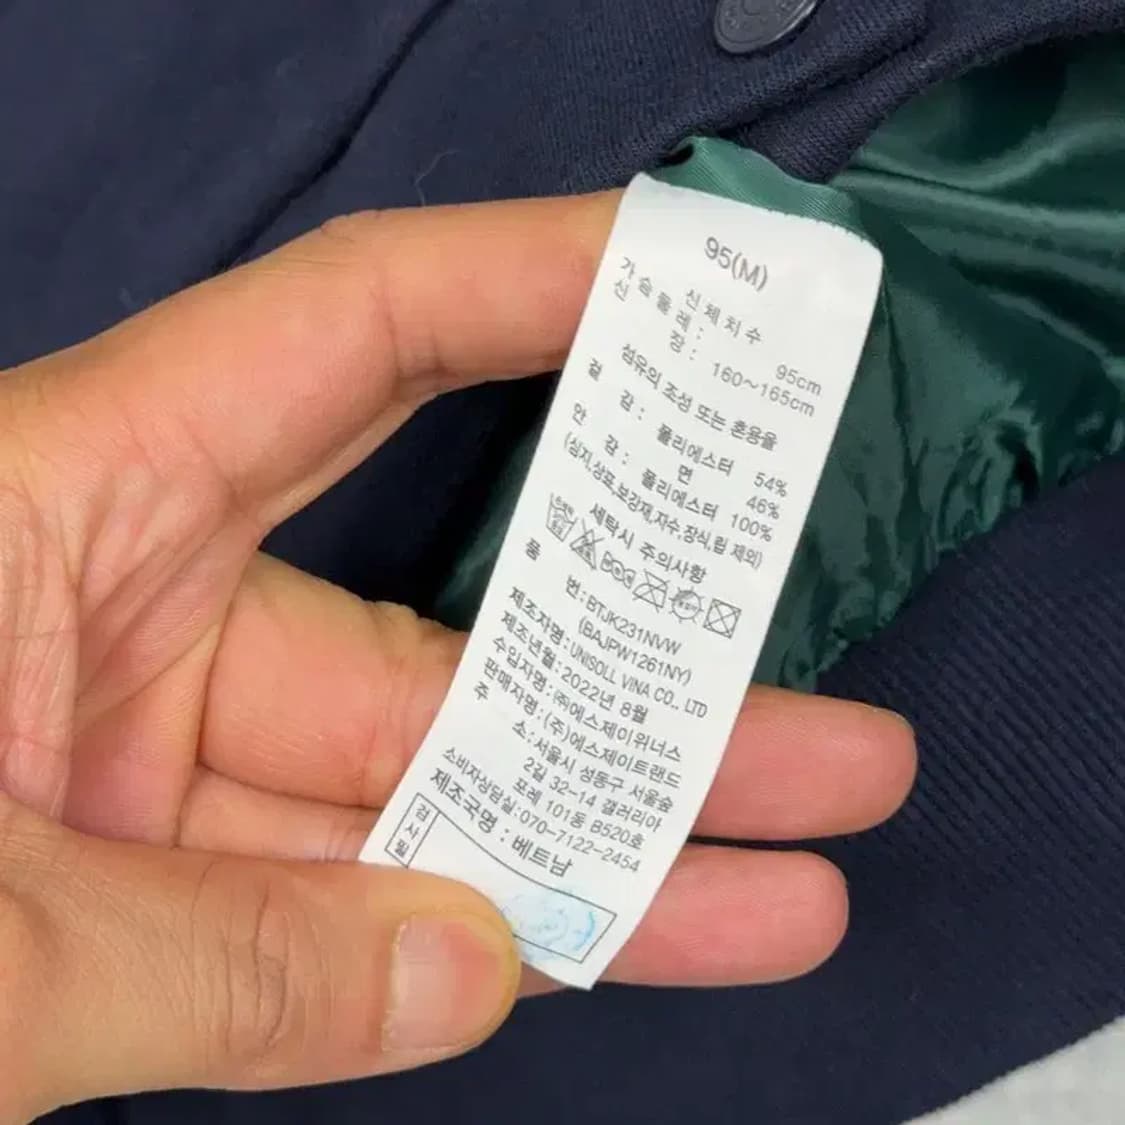 95(M)
신체치수
가슴둘레: 95cm
신 장: 160~165cm
섬유의 조성 또는 혼용율
겉 감: 폴리에스터 54%
면 46%
안 감: 폴리에스터 100%
(심지,상표,보강재,자수,장식,립 제외)
세탁시 주의사항
품 번:BTJK231NVW
(BAJPW1261NY)
제조자명:UNISOLL VINA CO., LTD
제조년월:2022년 8월
수입자명:㈜에스제이위너스
판매자명:(주)에스제이트랜드
주 소:서울시 성동구 서울숲
2길 32-14 갤러리아
포레 101동 B520호
소비자상담실:070-7122-2454
제조국명 : 베트남
검사필